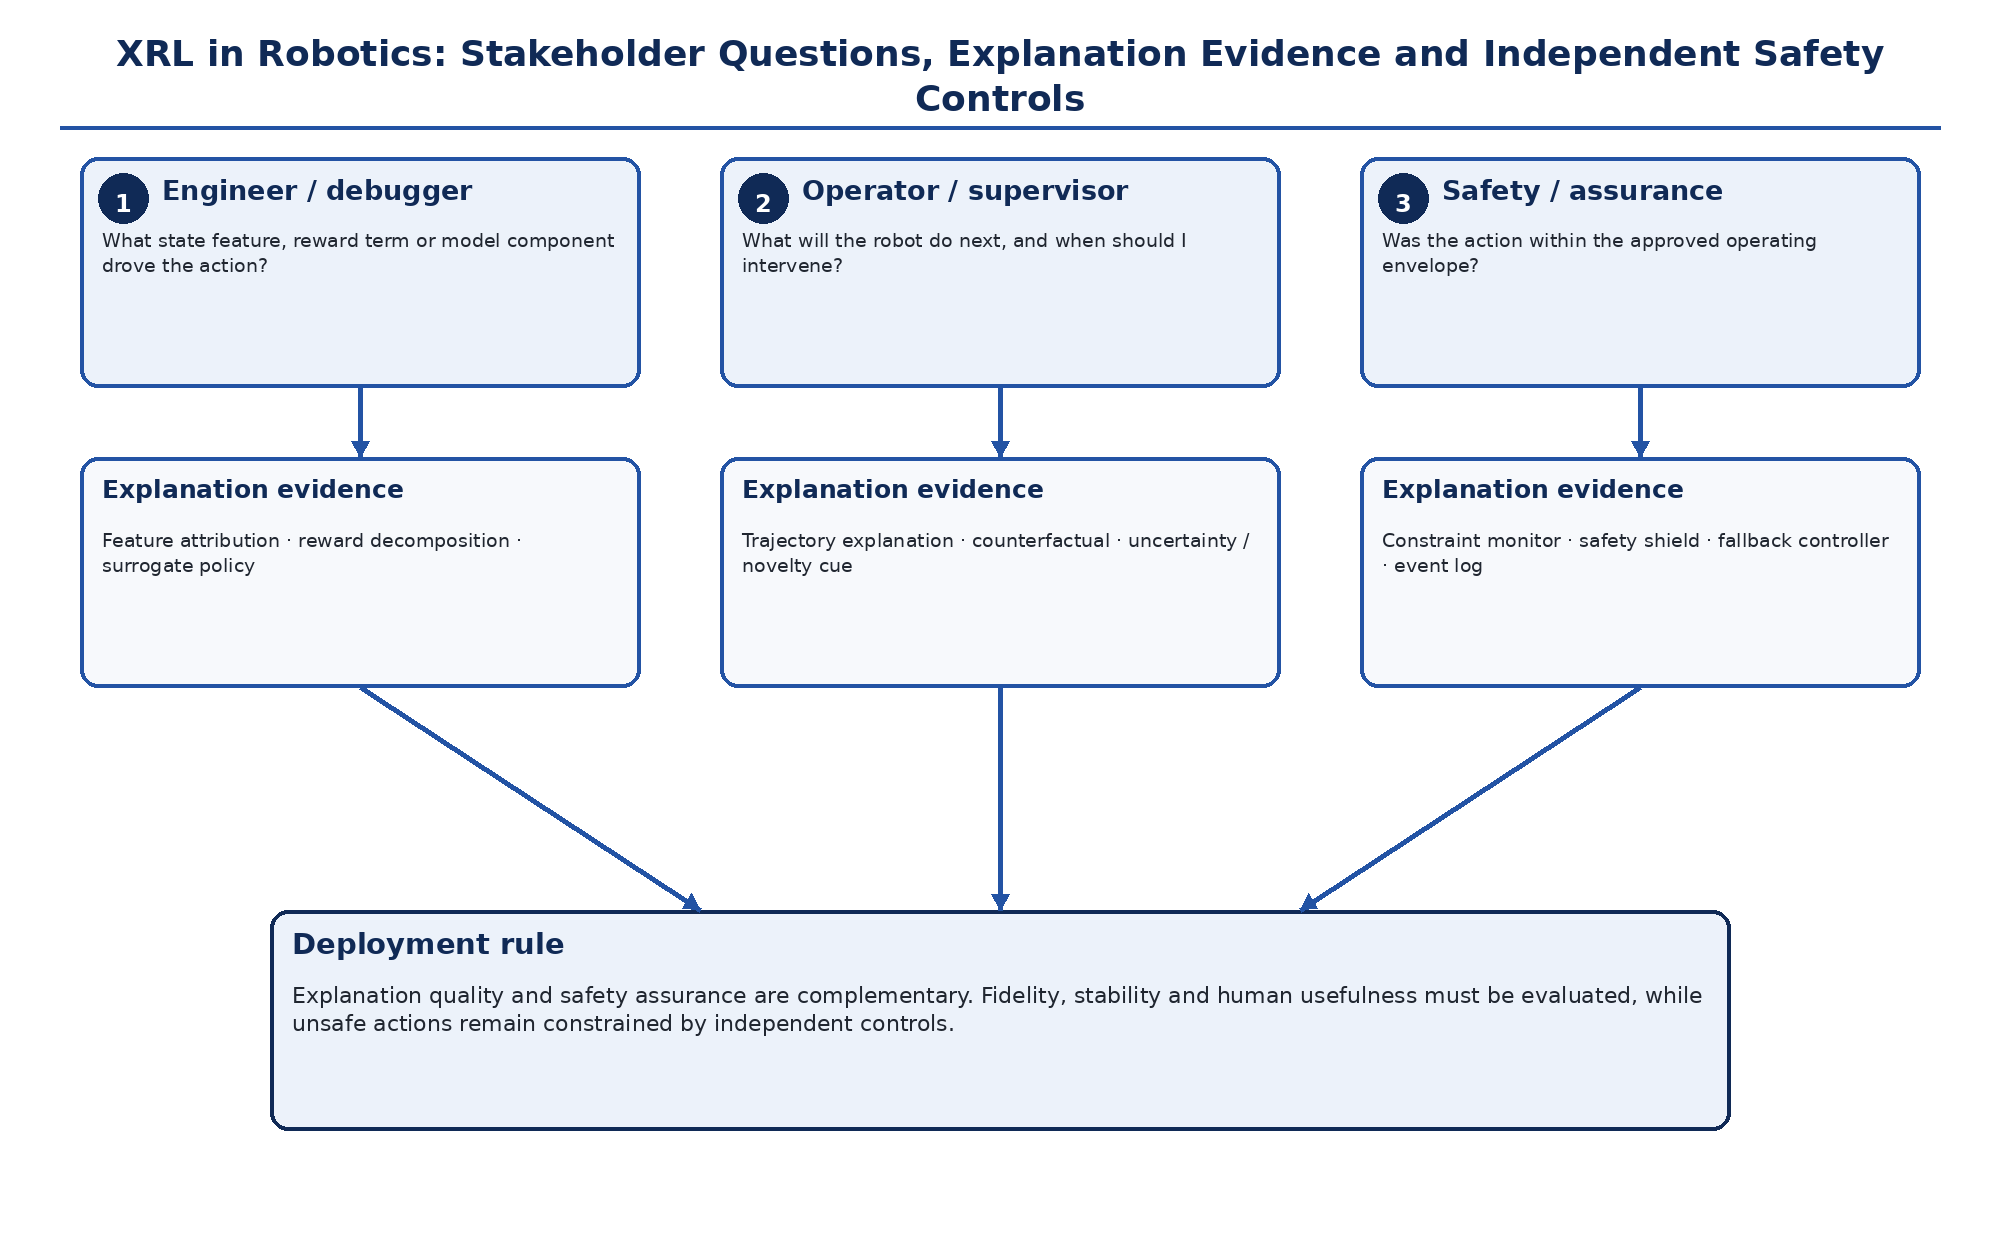 XRL in Robotics: Stakeholder Questions, Explanation Evidence and Independent Safety
Controls
1
Engineer / debugger
What state feature, reward term or model component
drove the action?
2
Operator / supervisor
What will the robot do next, and when should I
intervene?
3
Safety / assurance
Was the action within the approved operating
envelope?
Explanation evidence
Feature attribution · reward decomposition ·
surrogate policy
Explanation evidence
Trajectory explanation · counterfactual · uncertainty /
novelty cue
Explanation evidence
Constraint monitor · safety shield · fallback controller
· event log
Deployment rule
Explanation quality and safety assurance are complementary. Fidelity, stability and human usefulness must be evaluated, while
unsafe actions remain constrained by independent controls.